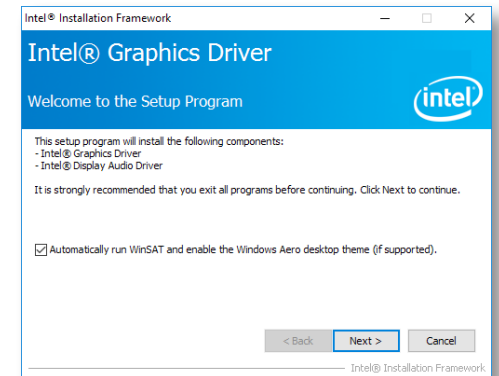 Intel® Installation Framework
Intel® Graphics Driver
Welcome to the Setup Program
intel
This setup program will install the following components:
- Intel® Graphics Driver
- Intel® Display Audio Driver
It is strongly recommended that you exit all programs before continuing. Click Next to continue.
Automatically run WinSAT and enable the Windows Aero desktop theme (if supported).
< Back Next > Cancel
Intel® Installation Framework